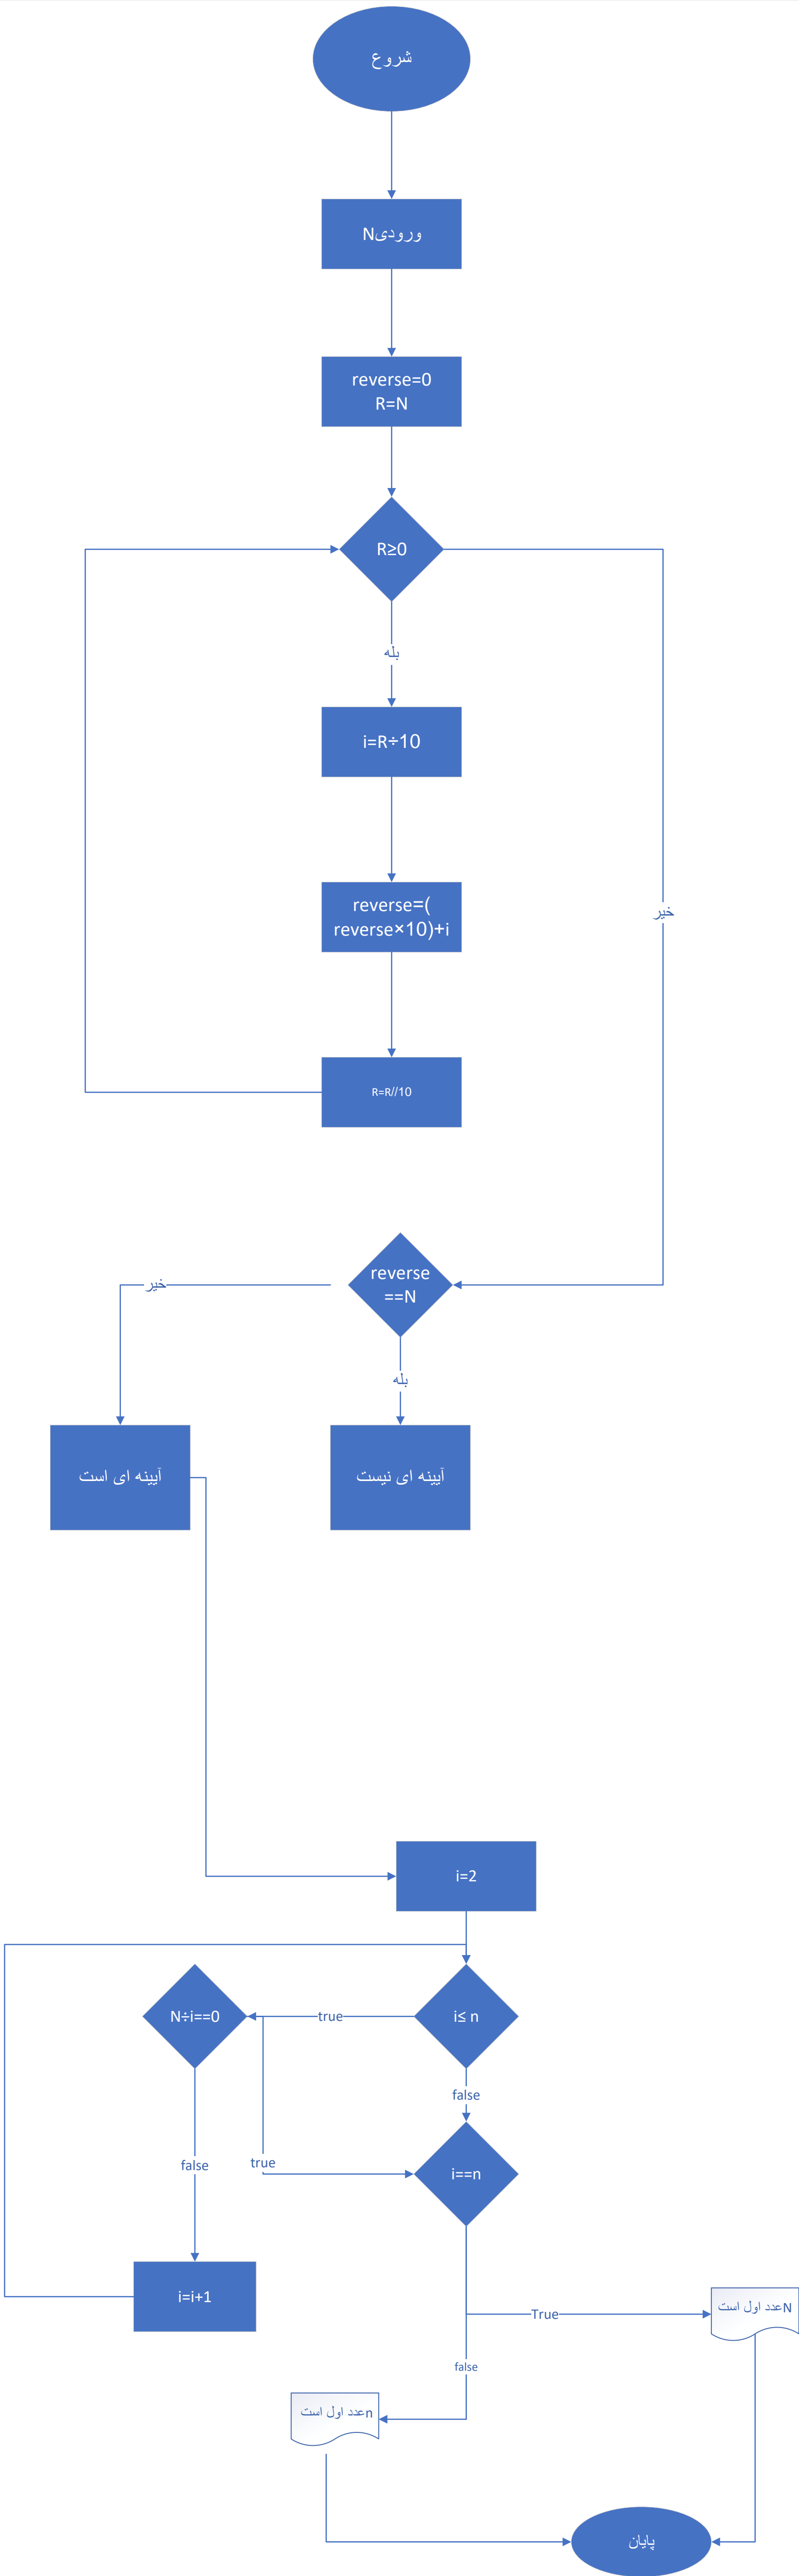 شروع
ورودیN
reverse=0
R=N
R≥0
بله
i=R÷10
reverse=(
reverse×10)+i
خیر
R=R//10
reverse
==N
خیر
بله
آیینه ای است
آیینه ای نیست
i=2
N÷i==0
true
i≤ n
false
false
true
i==n
i=i+1
True
Nعدد اول است
false
nعدد اول است
پایان